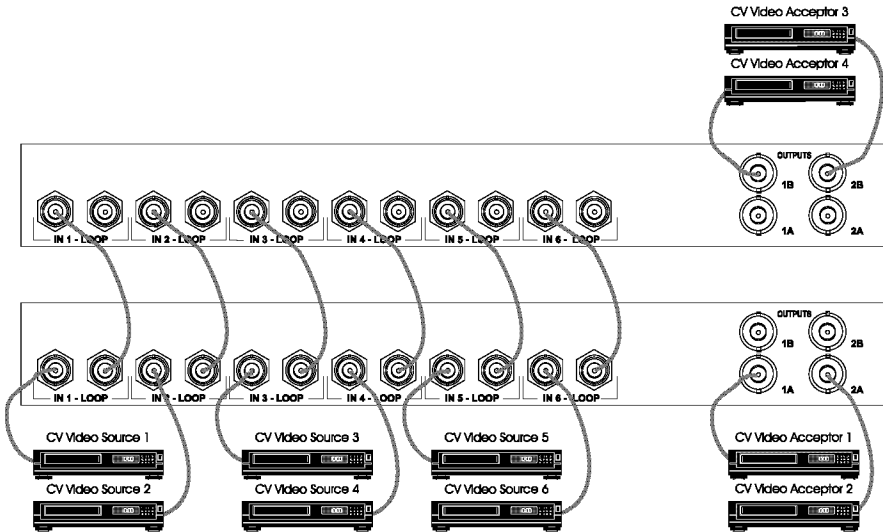 CV Video Acceptor 3
CV Video Acceptor 4
OUTPUTS
1B
2B
1A
2A
IN 1 - LOOP
IN 2 - LOOP
IN 3 - LOOP
IN 4 - LOOP
IN 5 - LOOP
IN 6 - LOOP
OUTPUTS
1B
2B
1A
2A
IN 1 - LOOP
IN 2 - LOOP
IN 3 - LOOP
IN 4 - LOOP
IN 5 - LOOP
IN 6 - LOOP
CV Video Source 1
CV Video Source 3
CV Video Source 5
CV Video Acceptor 1
CV Video Source 2
CV Video Source 4
CV Video Source 6
CV Video Acceptor 2